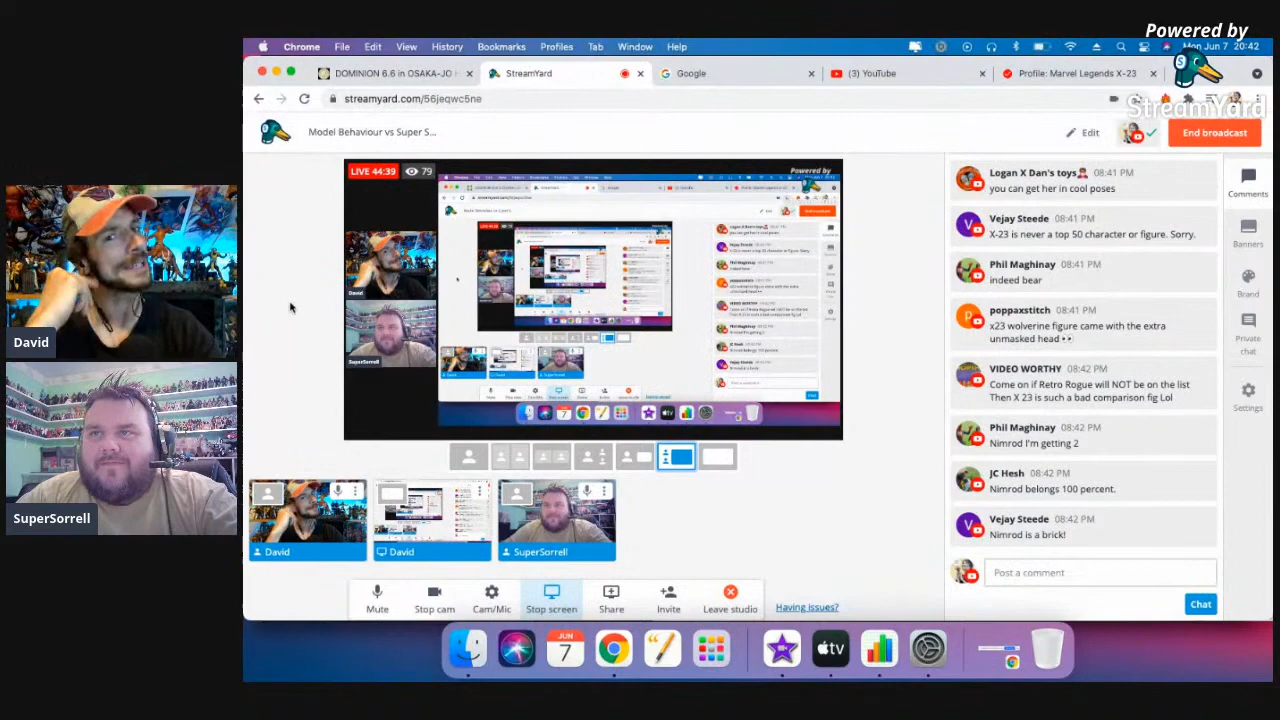 Powered by
StreamYard
Chrome File Edit View History Bookmarks Profiles Tab Window Help
Mon Jun 7 20:42
DOMINION 6.6 in OSAKA-JO
StreamYard
Google
(3) YouTube
Profile: Marvel Legends X-23
streamyard.com/56jeqwc5ne
Model Behaviour vs Super S...
Edit
End broadcast
LIVE 44:39
79
Powered by
David
SuperSorrell
David
SuperSorrell
Logan X Dan's toys 08:41 PM
you can get her in cool poses
Vejay Steede 08:41 PM
X-23 is never a top 50 character or figure. Sorry.
Phil Maghinay 08:41 PM
indeed bear
poppaxstitch 08:41 PM
x23 wolverine figure came with the extra
unmasked head 👀
VIDEO WORTHY 08:42 PM
Come on if Retro Rogue will NOT be on the list
Then X 23 is such a bad comparison fig Lol
Phil Maghinay 08:42 PM
Nimrod I'm getting 2
JC Hesh 08:42 PM
Nimrod belongs 100 percent.
Vejay Steede 08:42 PM
Nimrod is a brick!
Post a comment
Chat
Comments
Banners
Brand
Private
chat
Settings
David
David
SuperSorrell
Mute
Stop cam
Cam/Mic
Stop screen
Share
Invite
Leave studio
Having issues?
JUN
7
tv